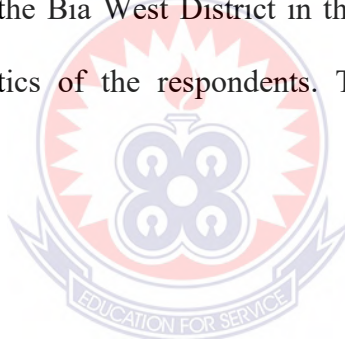 the Bia West District in th
tics of the respondents. T
EDUCATION FOR SERVICE